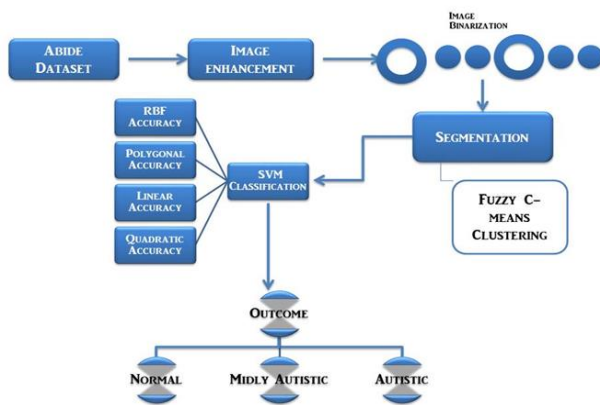 ABIDE
DATASET
IMAGE
ENHANCEMENT
IMAGE
BINARIZATION
SEGMENTATION
FUZZY C-
MEANS
CLUSTERING
RBF
ACCURACY
POLYGONAL ACCURACY
LINEAR
ACCURACY
QUADRATIC ACCURACY
SVM
CLASSIFICATION
OUTCOME
NORMAL
MIDLY AUTISTIC
AUTISTIC